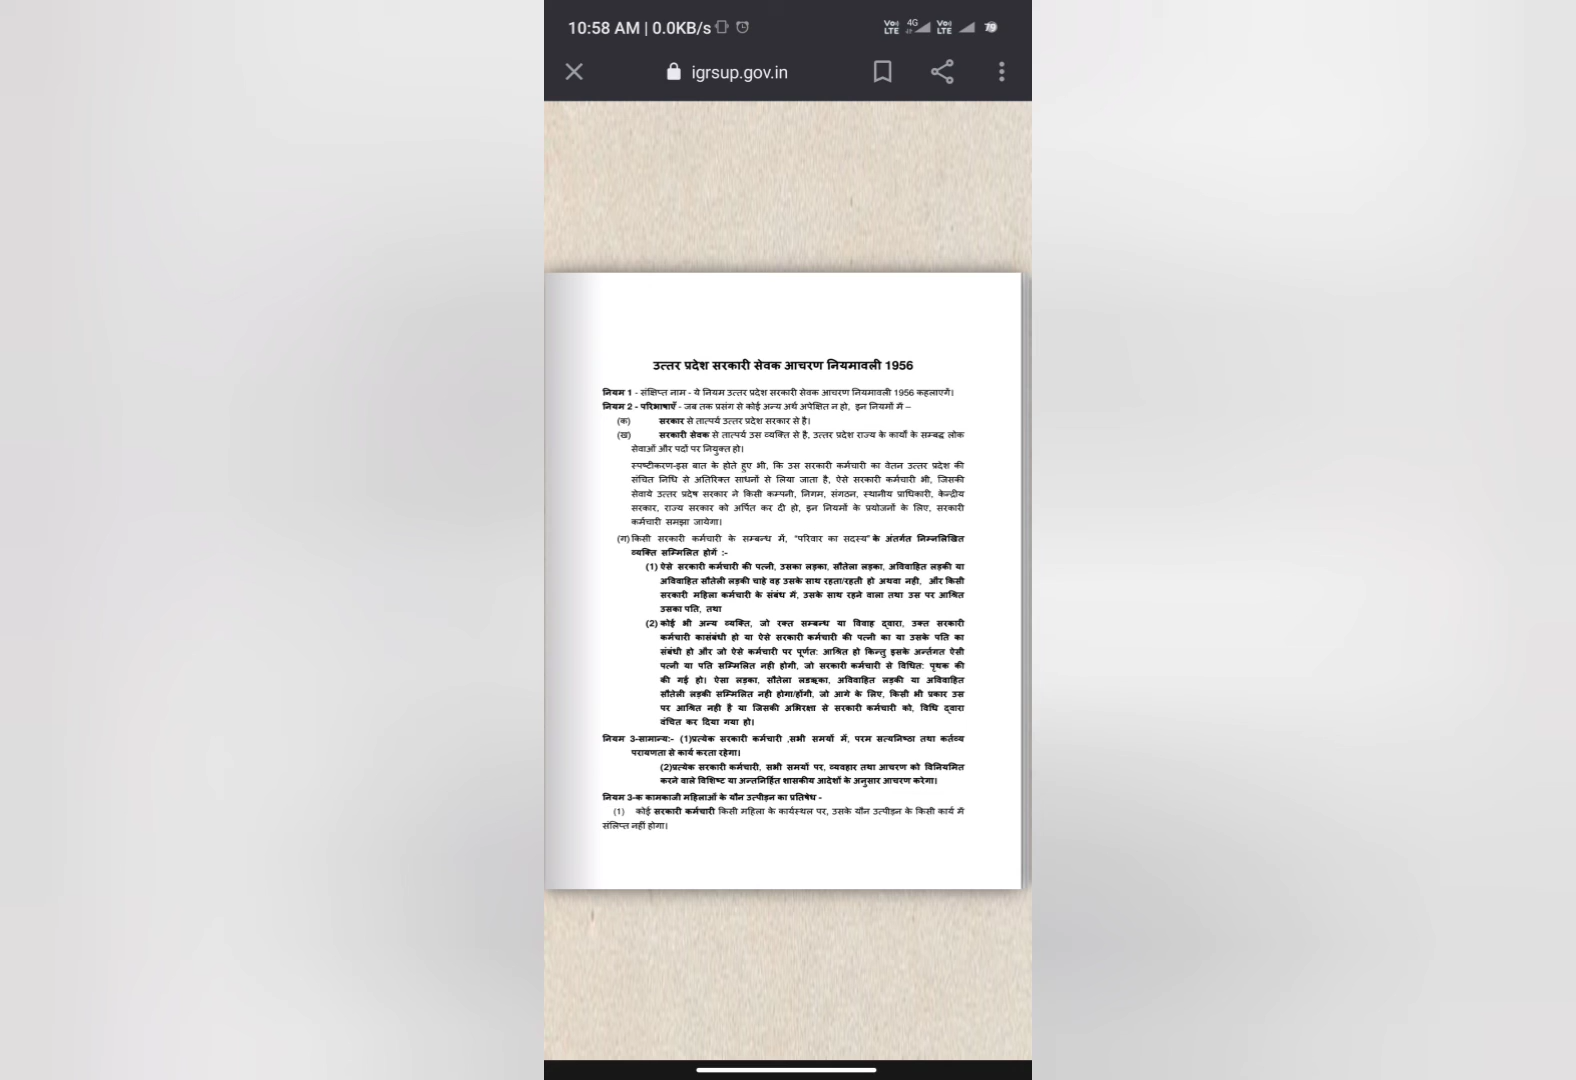 10:58 AM | 0.0KB/s
Vo) LTE 4G Vo) LTE 79
igrsup.gov.in
उत्तर प्रदेश सरकारी सेवक आचरण नियमावली 1956
नियम 1 - संक्षिप्त नाम - ये नियम उत्तर प्रदेश सरकारी सेवक आचरण नियमावली 1956 कहलाएगें।
नियम 2 - परिभाषाएँ - जब तक प्रसंग से कोई अन्य अर्थ अपेक्षित न हो, इन नियमों में –
(क) सरकार से तात्पर्य उत्तर प्रदेश सरकार से है।
(ख) सरकारी सेवक से तात्पर्य उस व्यक्ति से है, उत्तर प्रदेश राज्य के कार्यों के सम्बद्ध लोक
सेवाओं और पदों पर नियुक्त हो।
स्पष्टीकरण-इस बात के होते हुए भी, कि उस सरकारी कर्मचारी का वेतन उत्तर प्रदेश की
संचित निधि से अतिरिक्त साधनों से लिया जाता है, ऐसे सरकारी कर्मचारी भी, जिसकी
सेवाये उत्तर प्रदेष सरकार ने किसी कम्पनी, निगम, संगठन, स्थानीय प्राधिकारी, केन्द्रीय
सरकार, राज्य सरकार को अर्पित कर दी हो, इन नियमों के प्रयोजनों के लिए, सरकारी
कर्मचारी समझा जायेगा।
(ग) किसी सरकारी कर्मचारी के सम्बन्ध में, "परिवार का सदस्य" के अंतर्गत निम्नलिखित
व्यक्ति सम्मिलित होगें :-
(1) ऐसे सरकारी कर्मचारी की पत्नी, उसका लड़का, सौतेला लड़का, अविवाहित लड़की या
अविवाहित सौतेली लड़की चाहे वह उसके साथ रहता/रहती हो अथवा नही, और किसी
सरकारी महिला कर्मचारी के संबंध में, उसके साथ रहने वाला तथा उस पर आश्रित
उसका पति, तथा
(2) कोई भी अन्य व्यक्ति, जो रक्त सम्बन्ध या विवाह द्वारा, उक्त सरकारी
कर्मचारी कासंबंधी हो या ऐसे सरकारी कर्मचारी की पत्नी का या उसके पति का
संबंधी हो और जो ऐसे कर्मचारी पर पूर्णत: आश्रित हो किन्तु इसके अर्न्तगत ऐसी
पत्नी या पति सम्मिलित नही होगी, जो सरकारी कर्मचारी से विधित: पृथक की
की गई हो। ऐसा लड़का, सौतेला लडक़का, अविवाहित लड़की या अविवाहित
सौतेली लड़की सम्मिलित नही होगा/होंगी, जो आगे के लिए, किसी भी प्रकार उस
पर आश्रित नही है या जिसकी अभिरक्षा से सरकारी कर्मचारी को, विधि द्वारा
वंचित कर दिया गया हो।
नियम 3-सामान्य:- (1)प्रत्येक सरकारी कर्मचारी ,सभी समयों में, परम सत्यनिष्ठा तथा कर्तव्य
परायणता से कार्य करता रहेगा।
(2)प्रत्येक सरकारी कर्मचारी, सभी समयों पर, व्यवहार तथा आचरण को विनियमित
करने वाले विशिष्ट या अन्तनिर्हित शासकीय आदेशों के अनुसार आचरण करेगा।
नियम 3-क कामकाजी महिलाओं के यौन उत्पीड़न का प्रतिषेध -
(1) कोई सरकारी कर्मचारी किसी महिला के कार्यस्थल पर, उसके यौन उत्पीड़न के किसी कार्य में
संलिप्त नहीं होगा।